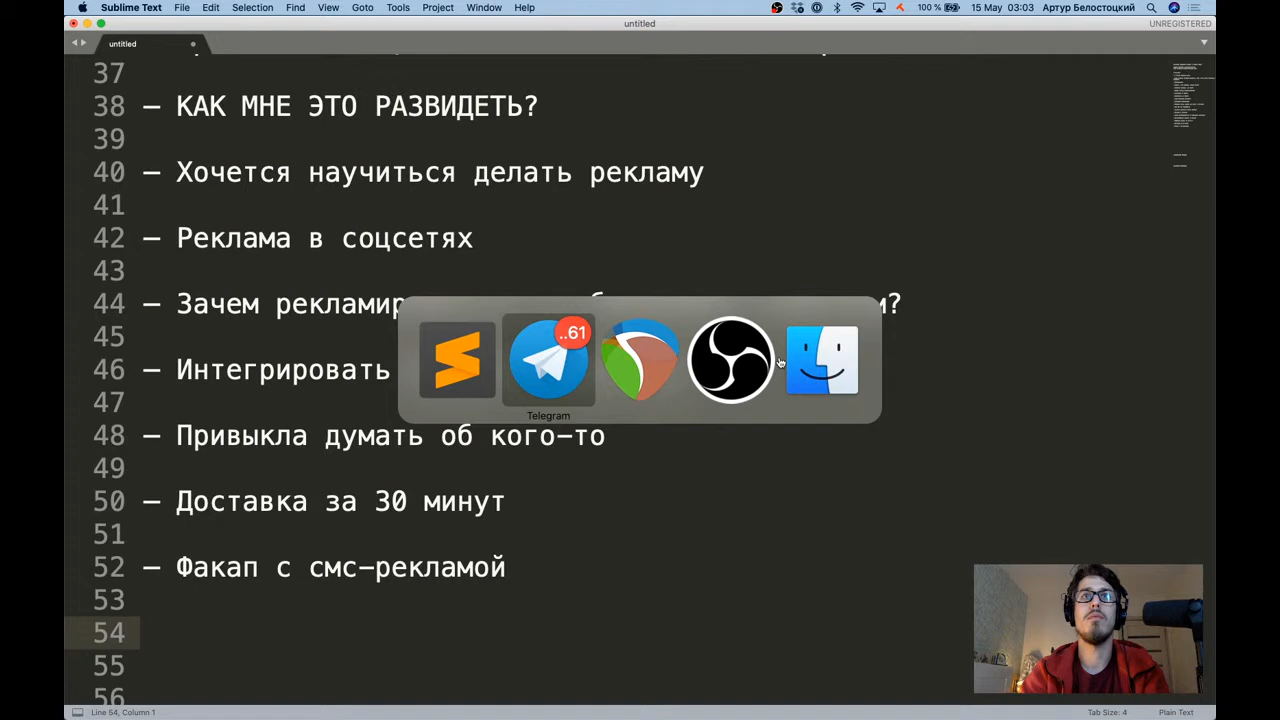 Sublime Text File Edit Selection Find View Goto Tools Project Window Help 100 % 15 May 03:03 Артур Белостоцкий
untitled UNREGISTERED
untitled
37
38 – КАК МНЕ ЭТО РАЗВИДЕТЬ?
39
40 – Хочется научиться делать рекламу
41
42 – Реклама в соцсетях
43
44 – Зачем
45
46 – Интегрировать
47
48 – Привыкла думать об кого-то
49
50 – Доставка за 30 минут
51
52 – Факап с смс-рекламой
53
54
55
56
..61
Telegram
Line 54, Column 1 Tab Size: 4 Plain Text